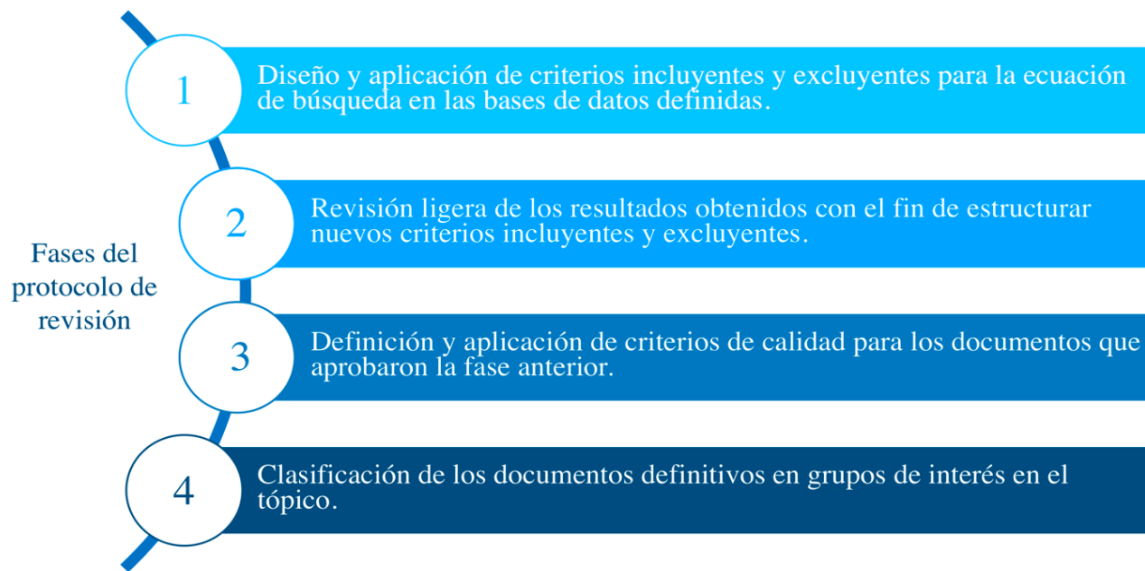 1
Diseño y aplicación de criterios incluyentes y excluyentes para la ecuación
de búsqueda en las bases de datos definidas.
2
Revisión ligera de los resultados obtenidos con el fin de estructurar
nuevos criterios incluyentes y excluyentes.
Fases del
protocolo de
revisión
3
Definición y aplicación de criterios de calidad para los documentos que
aprobaron la fase anterior.
4
Clasificación de los documentos definitivos en grupos de interés en el
tópico.